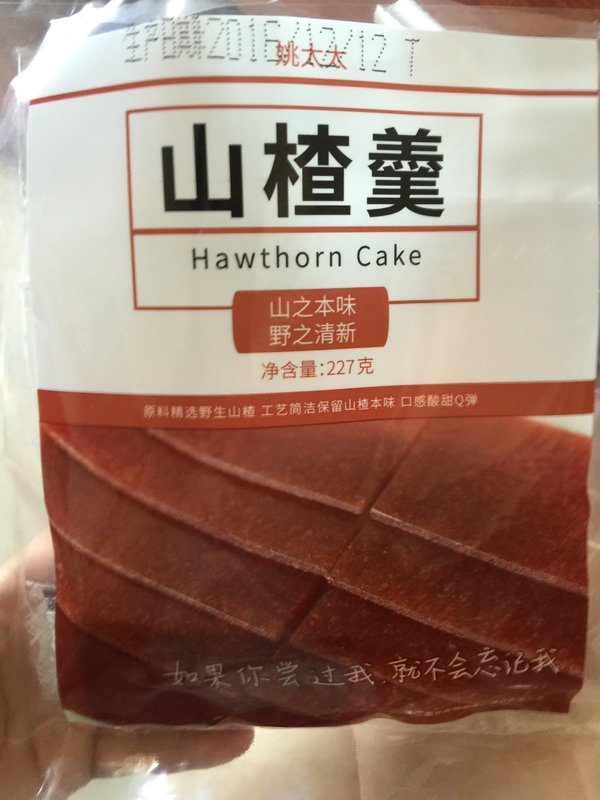 生产日期2016/12/12 T
姚太太
山楂羹
Hawthorn Cake
山之本味
野之清新
净含量:227克
原料精选野生山楂 工艺简洁保留山楂本味 口感酸甜Q弹
如果你尝过我.就不会忘记我